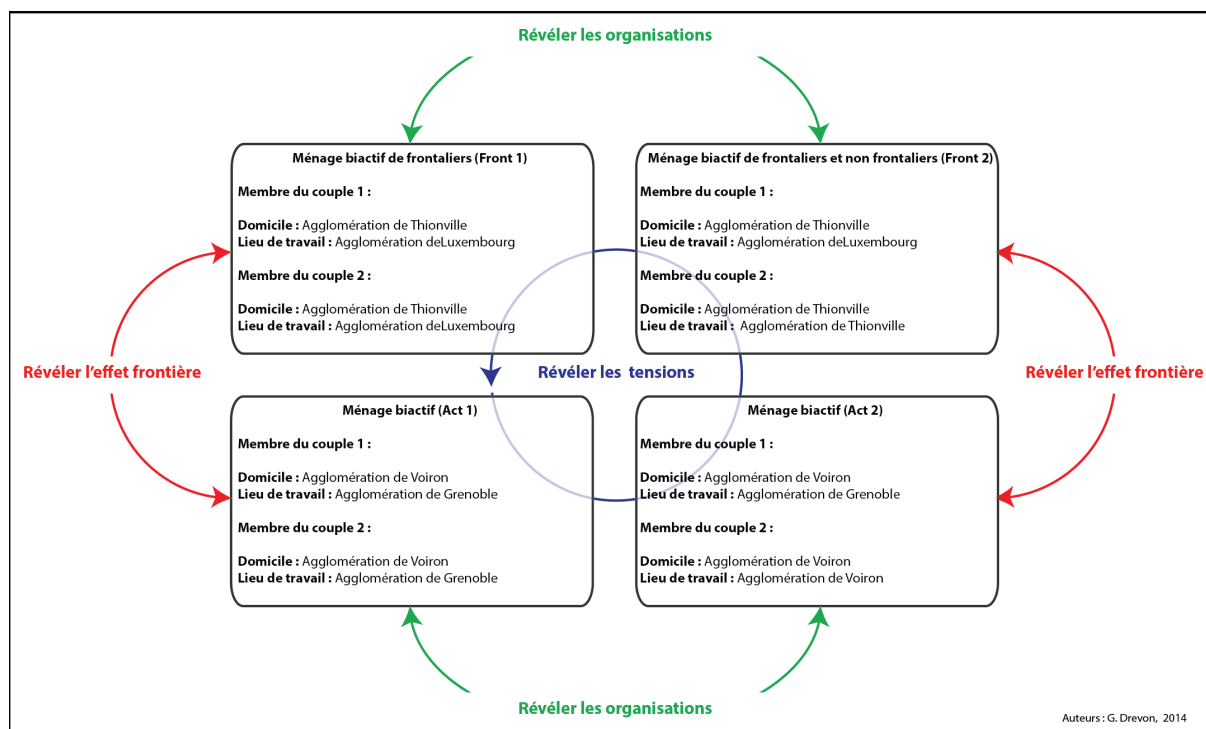 Révéler les organisations
Ménage biactif de frontaliers (Front 1)
Membre du couple 1 :
Domicile : Agglomération de Thionville
Lieu de travail : Agglomération deLuxembourg
Membre du couple 2 :
Domicile : Agglomération de Thionville
Lieu de travail : Agglomération deLuxembourg
Ménage biactif de frontaliers et non frontaliers (Front 2)
Membre du couple 1 :
Domicile : Agglomération de Thionville
Lieu de travail : Agglomération deLuxembourg
Membre du couple 2 :
Domicile : Agglomération de Thionville
Lieu de travail : Agglomération de Thionville
Révéler l'effet frontière
Révéler les tensions
Révéler l'effet frontière
Ménage biactif (Act 1)
Membre du couple 1 :
Domicile : Agglomération de Voiron
Lieu de travail : Agglomération de Grenoble
Membre du couple 2 :
Domicile : Agglomération de Voiron
Lieu de travail : Agglomération de Grenoble
Ménage biactif (Act 2)
Membre du couple 1 :
Domicile : Agglomération de Voiron
Lieu de travail : Agglomération de Grenoble
Membre du couple 2 :
Domicile : Agglomération de Voiron
Lieu de travail : Agglomération de Voiron
Révéler les organisations
Auteurs : G. Drevon, 2014